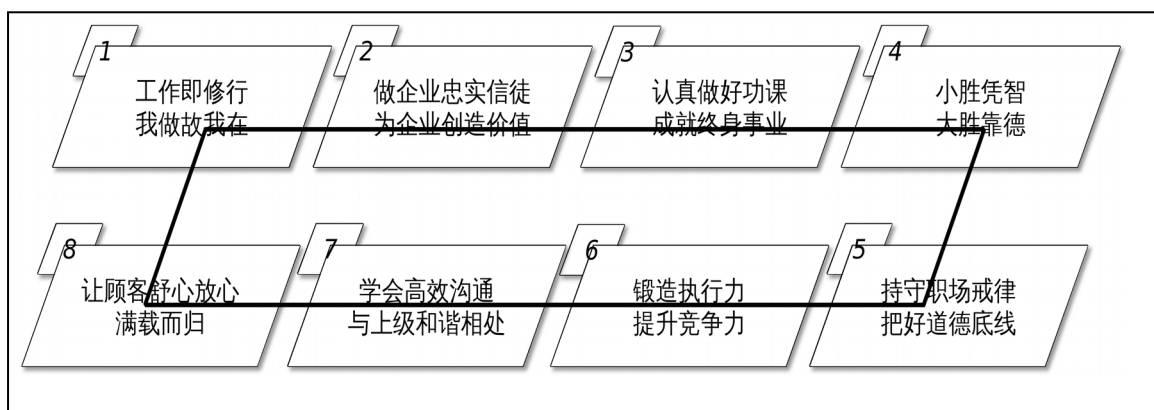 1
工作即修行
我做故我在
2
做企业忠实信徒
为企业创造价值
3
认真做好功课
成就终身事业
4
小胜凭智
大胜靠德
8
让顾客舒心放心
满载而归
7
学会高效沟通
与上级和谐相处
6
锻造执行力
提升竞争力
5
持守职场戒律
把好道德底线